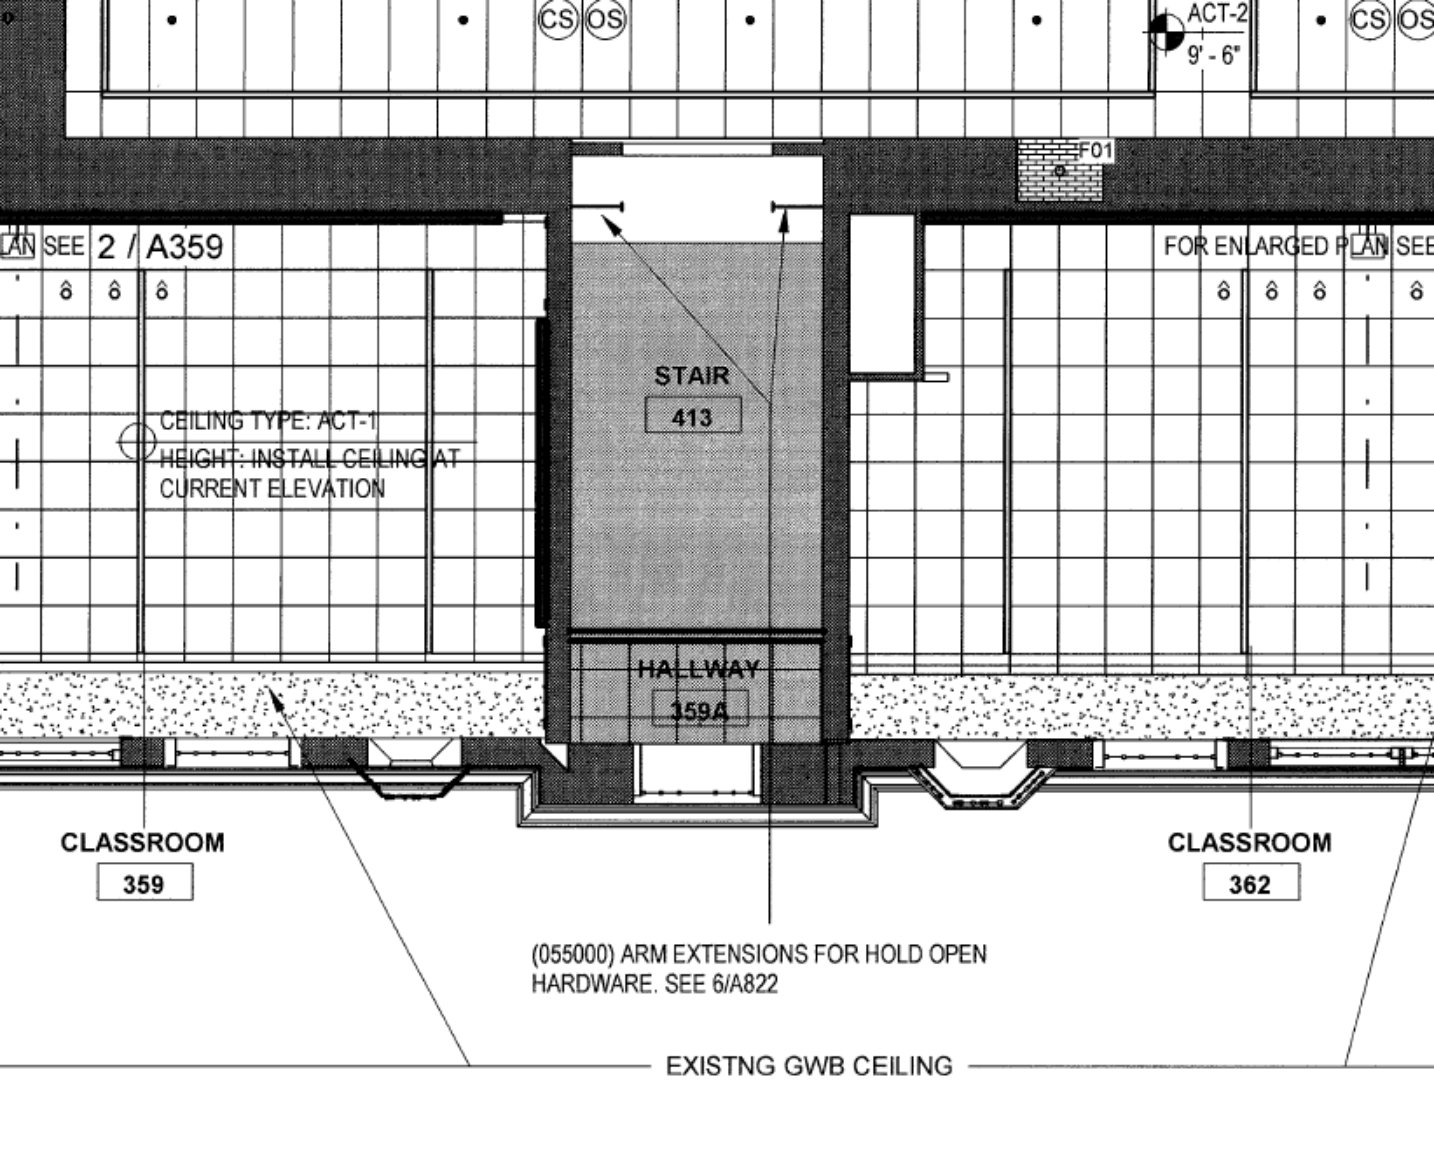 CS OS
ACT-2
9' - 6"
CS OS
F01
LAN SEE 2 / A359
FOR ENLARGED PLAN SEE
STAIR
413
CEILING TYPE: ACT-1
HEIGHT: INSTALL CEILING AT
CURRENT ELEVATION
HALLWAY
359A
CLASSROOM
359
CLASSROOM
362
(055000) ARM EXTENSIONS FOR HOLD OPEN
HARDWARE. SEE 6/A822
EXISTNG GWB CEILING